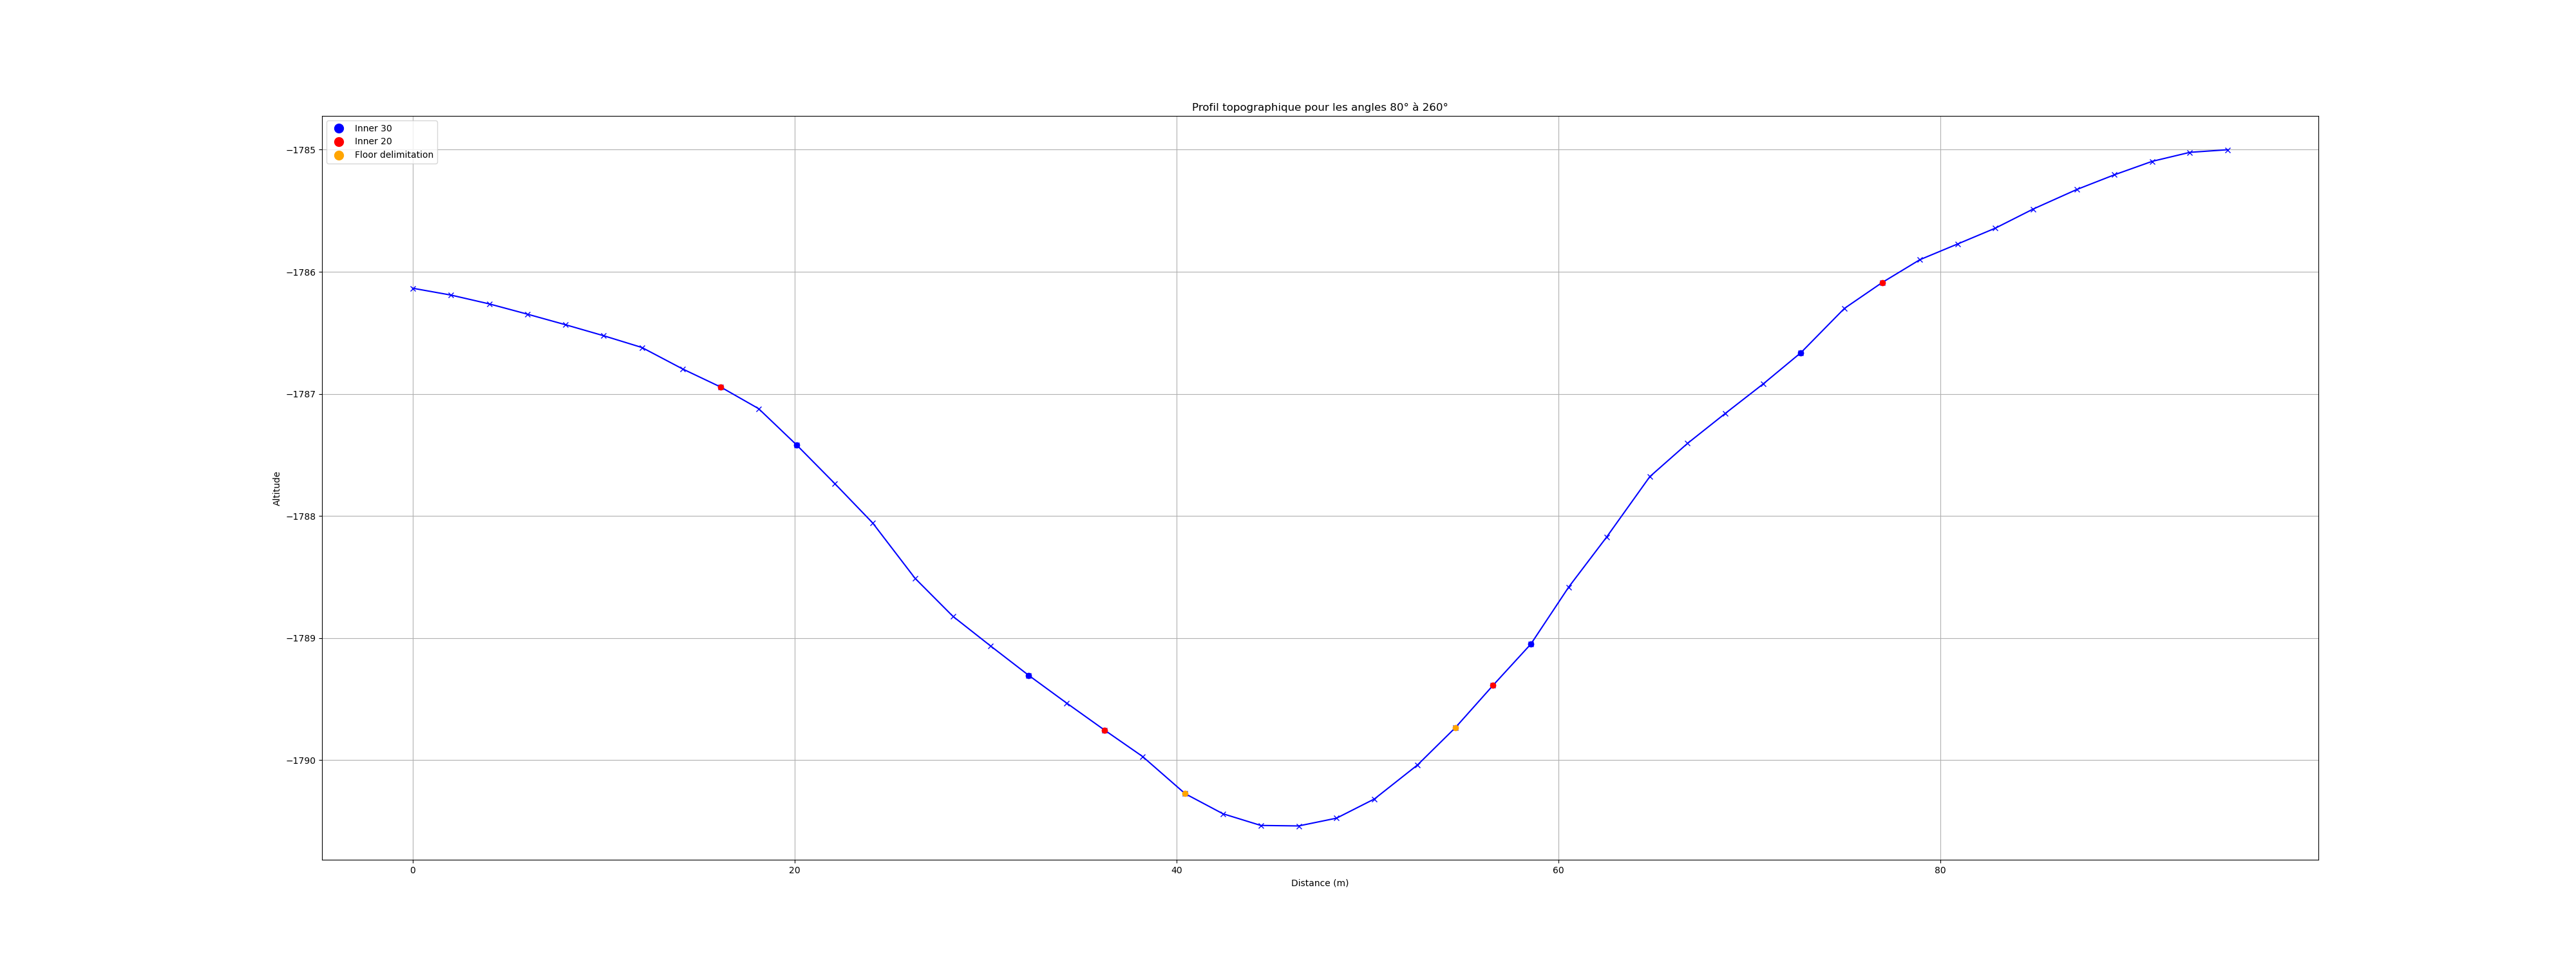 Profil topographique pour les angles 80° à 260°
Inner 30
Inner 20
Floor delimitation
−1785
−1786
−1787
−1788
−1789
−1790
Altitude
0
20
40
60
80
Distance (m)